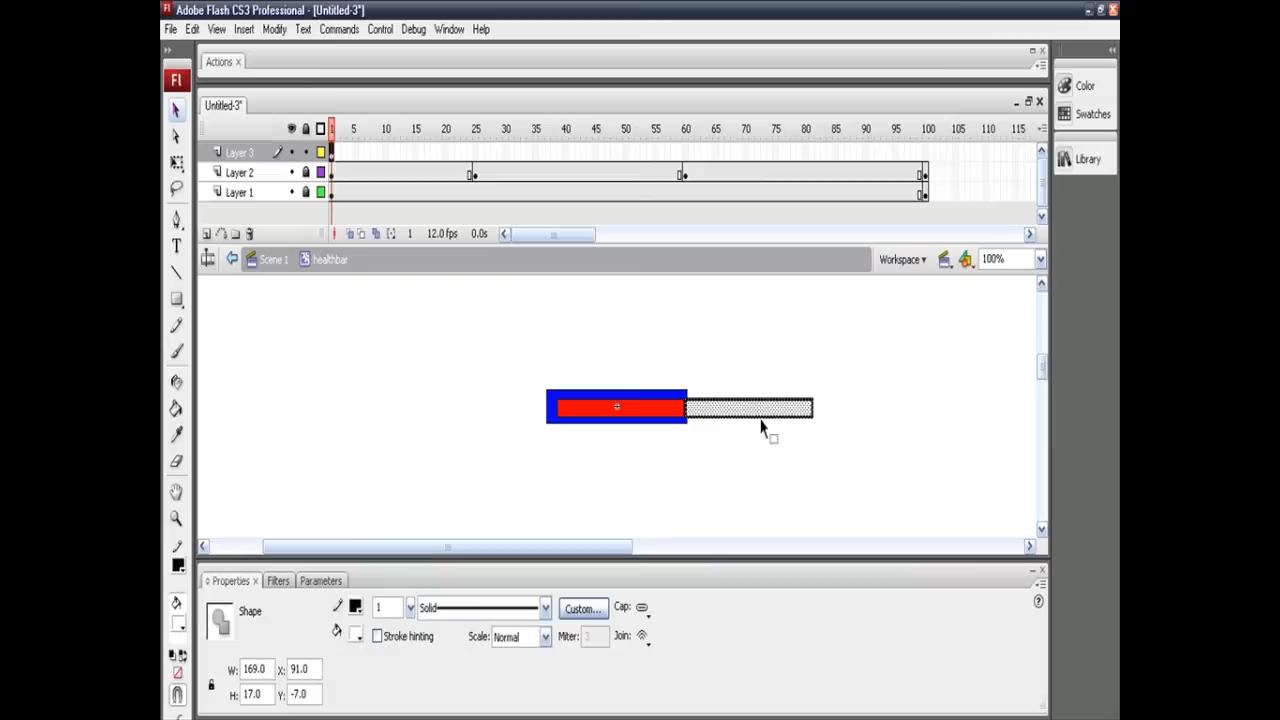 Adobe Flash CS3 Professional - [Untitled-3*]
File Edit View Insert Modify Text Commands Control Debug Window Help
Actions ×
Untitled-3*
1 5 10 15 20 25 30 35 40 45 50 55 60 65 70 75 80 85 90 95 100 105 110 115
Layer 3
Layer 2
Layer 1
1 12.0 fps 0.0s
Scene 1 healthbar Workspace 100%
Fl
T
Color
Swatches
Library
Properties × Filters Parameters
Shape
1 Solid Custom... Cap:
Stroke hinting Scale: Normal Miter: 3 Join:
W: 169.0 X: 91.0
H: 17.0 Y: -7.0